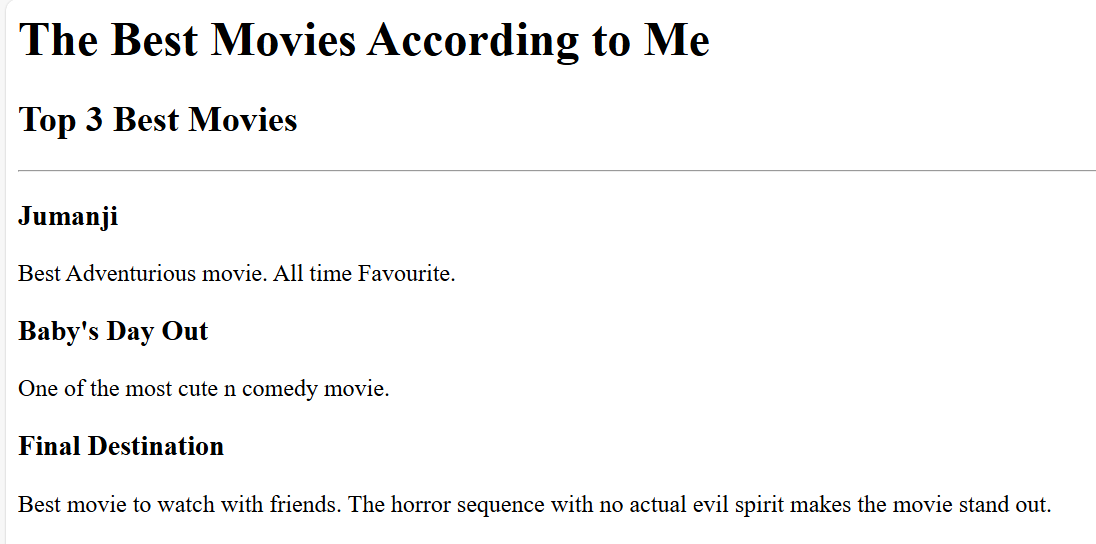 The Best Movies According to Me
Top 3 Best Movies
Jumanji
Best Adventurious movie. All time Favourite.
Baby's Day Out
One of the most cute n comedy movie.
Final Destination
Best movie to watch with friends. The horror sequence with no actual evil spirit makes the movie stand out.